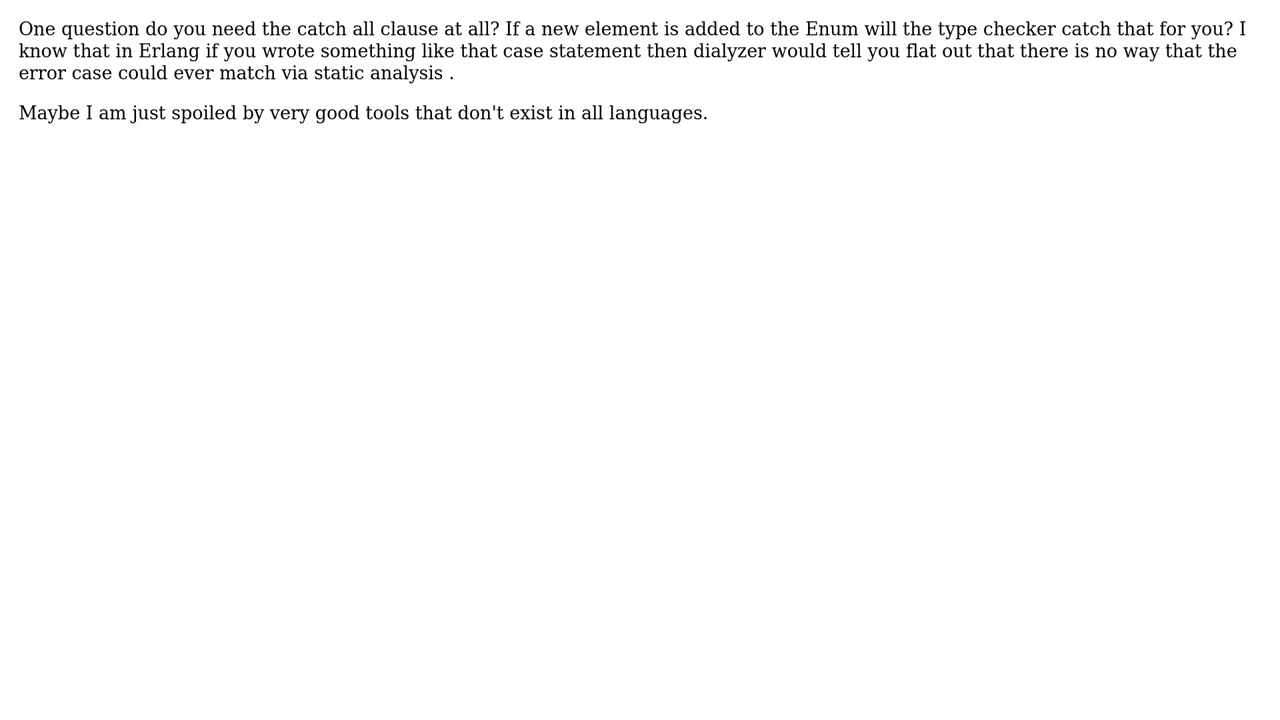 One question do you need the catch all clause at all? If a new element is added to the Enum will the type checker catch that for you? I
know that in Erlang if you wrote something like that case statement then dialyzer would tell you flat out that there is no way that the
error case could ever match via static analysis .
Maybe I am just spoiled by very good tools that don't exist in all languages.